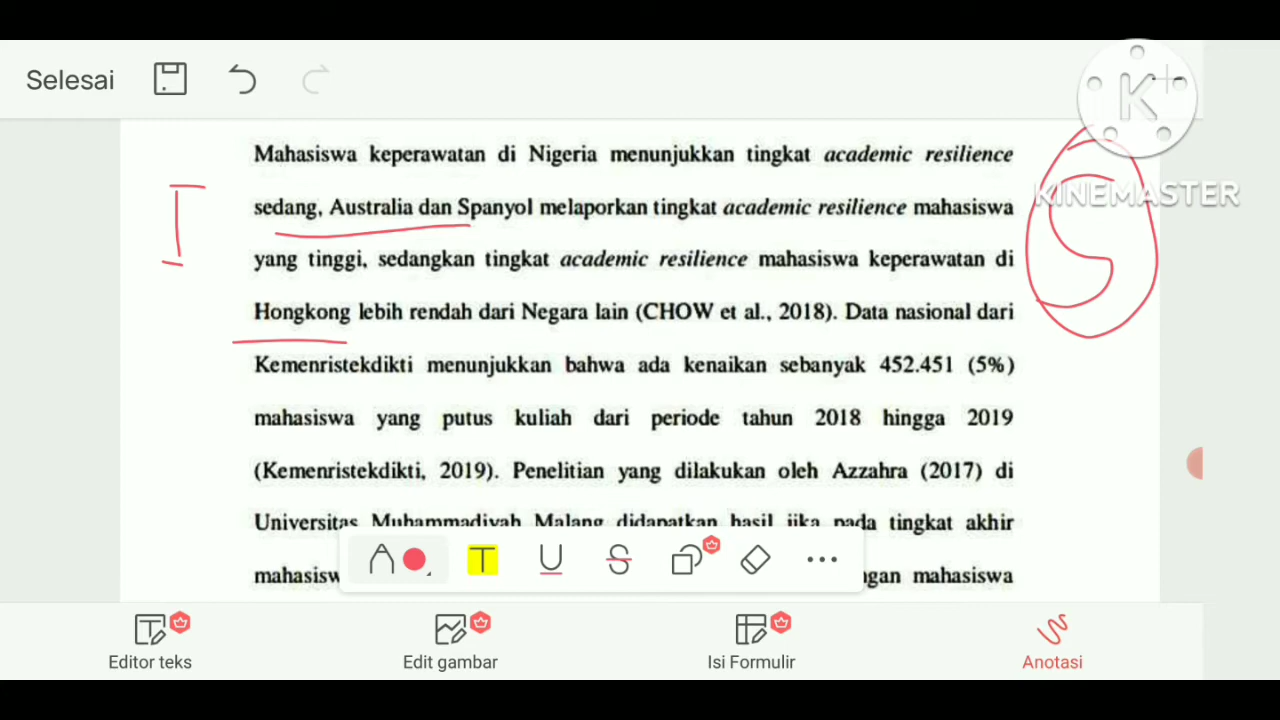 Selesai
K
KINEMASTER
Mahasiswa keperawatan di Nigeria menunjukkan tingkat academic resilience
sedang, Australia dan Spanyol melaporkan tingkat academic resilience mahasiswa
yang tinggi, sedangkan tingkat academic resilience mahasiswa keperawatan di
Hongkong lebih rendah dari Negara lain (CHOW et al., 2018). Data nasional dari
Kemenristekdikti menunjukkan bahwa ada kenaikan sebanyak 452.451 (5%)
mahasiswa yang putus kuliah dari periode tahun 2018 hingga 2019
(Kemenristekdikti, 2019). Penelitian yang dilakukan oleh Azzahra (2017) di
Universitas Muhammadiyah Malang didapatkan hasil jika pada tingkat akhir
mahasiswa
I
S
T
U
S
Editor teks
Edit gambar
Isi Formulir
Anotasi